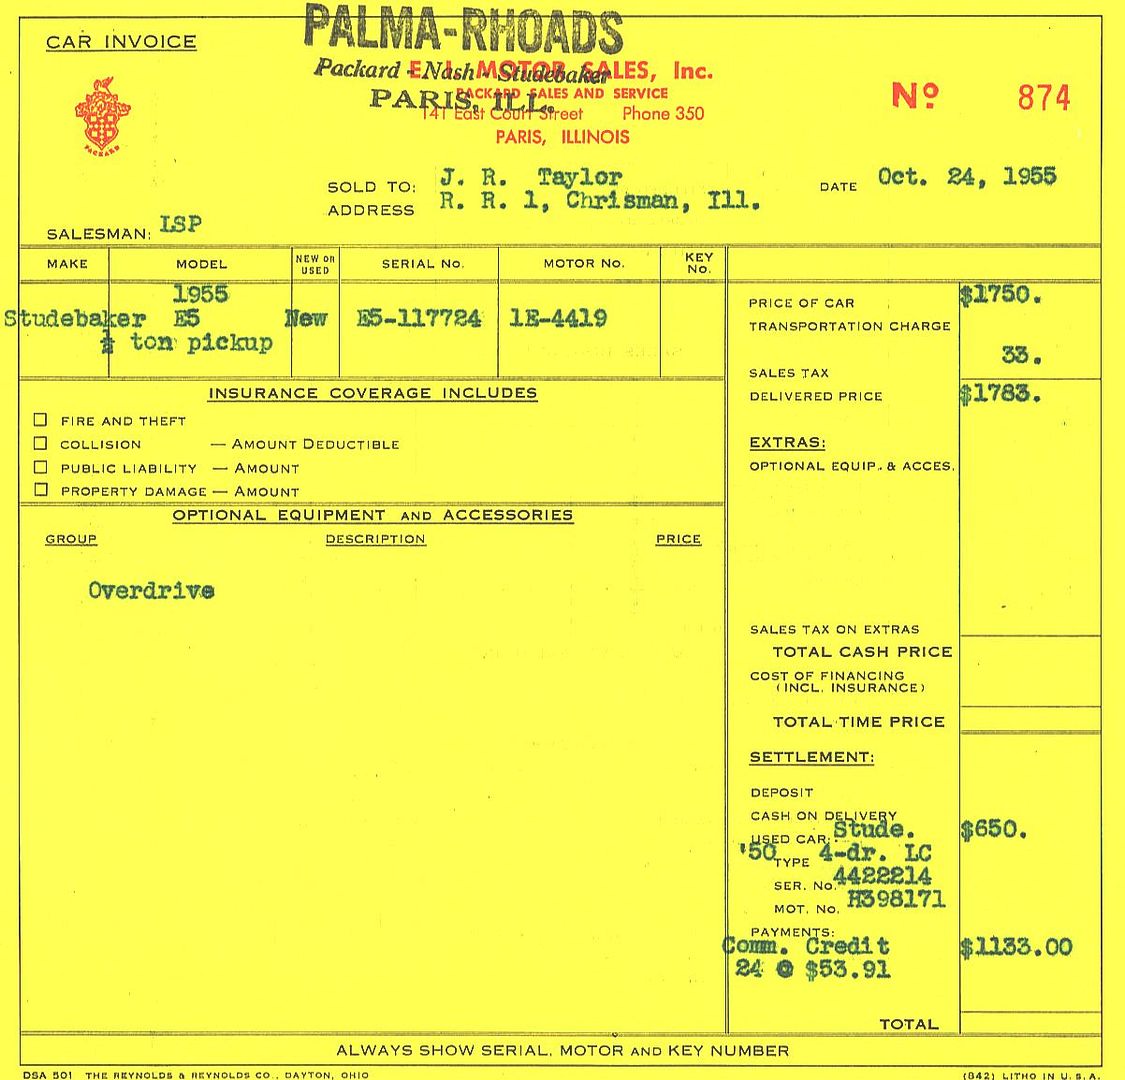 PALMA-RHOADS
CAR INVOICE
Packard - Nash - Studebaker
MOTOR SALES, Inc.
PACKARD SALES AND SERVICE
PARIS, ILL.
No 874
141 East Court Street Phone 350
PARIS, ILLINOIS
PACKARD
SOLD TO: J. R. Taylor
DATE Oct. 24, 1955
ADDRESS R. R. 1, Chrisman, Ill.
SALESMAN: LSP
MAKE MODEL NEW OR USED SERIAL No. MOTOR No. KEY No.
1955
Studebaker E5 New E5-117724 1E-4419
½ ton pickup
PRICE OF CAR $1750.
TRANSPORTATION CHARGE
SALES TAX 33.
DELIVERED PRICE $1783.
INSURANCE COVERAGE INCLUDES
FIRE AND THEFT
COLLISION — AMOUNT DEDUCTIBLE
PUBLIC LIABILITY — AMOUNT
PROPERTY DAMAGE — AMOUNT
EXTRAS:
OPTIONAL EQUIP. & ACCES.
OPTIONAL EQUIPMENT AND ACCESSORIES
GROUP DESCRIPTION PRICE
Overdrive
SALES TAX ON EXTRAS
TOTAL CASH PRICE
COST OF FINANCING
(INCL. INSURANCE)
TOTAL TIME PRICE
SETTLEMENT:
DEPOSIT
CASH ON DELIVERY
USED CAR: Stude. $650.
'50 TYPE 4-dr. LC
SER. No. 4422214
MOT. No. H398171
PAYMENTS:
Comm. Credit $1133.00
24 @ $53.91
TOTAL
ALWAYS SHOW SERIAL, MOTOR AND KEY NUMBER
DSA 501 THE REYNOLDS & REYNOLDS CO., DAYTON, OHIO (842) LITHO IN U.S.A.